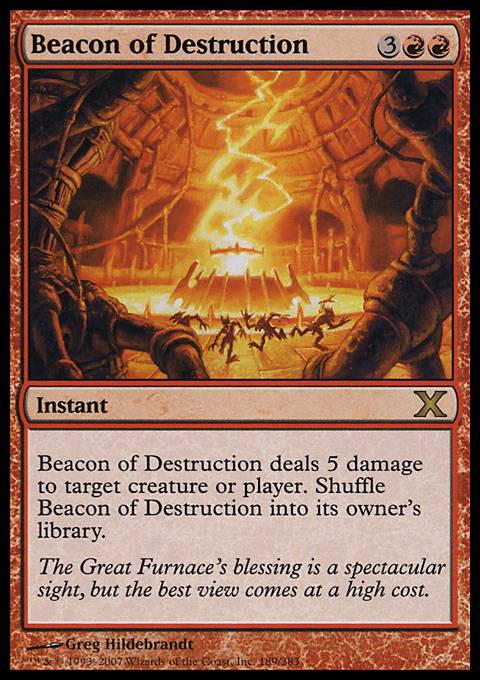 Beacon of Destruction 3
Instant X
Beacon of Destruction deals 5 damage
to target creature or player. Shuffle
Beacon of Destruction into its owner's
library.
The Great Furnace's blessing is a spectacular
sight, but the best view comes at a high cost.
Greg Hildebrandt
™ & © 1993-2007 Wizards of the Coast, Inc. 189/383